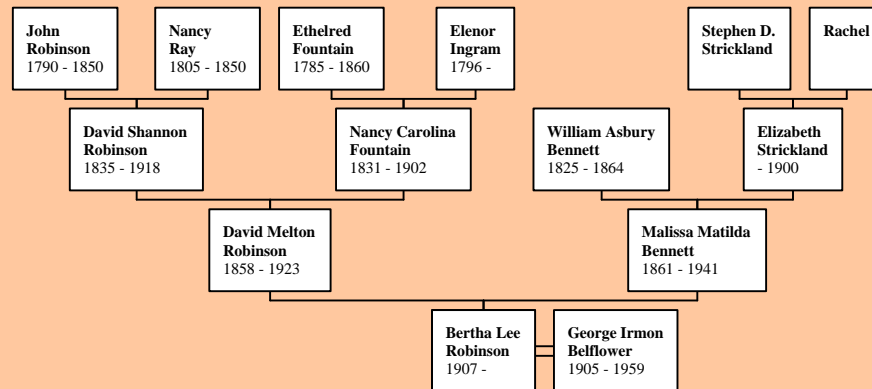 John
Robinson
1790 - 1850
Nancy
Ray
1805 - 1850
Ethelred
Fountain
1785 - 1860
Elenor
Ingram
1796 -
Stephen D.
Strickland
Rachel
David Shannon
Robinson
1835 - 1918
Nancy Carolina
Fountain
1831 - 1902
William Asbury
Bennett
1825 - 1864
Elizabeth
Strickland
- 1900
David Melton
Robinson
1858 - 1923
Malissa Matilda
Bennett
1861 - 1941
Bertha Lee
Robinson
1907 -
George Irmon
Belflower
1905 - 1959